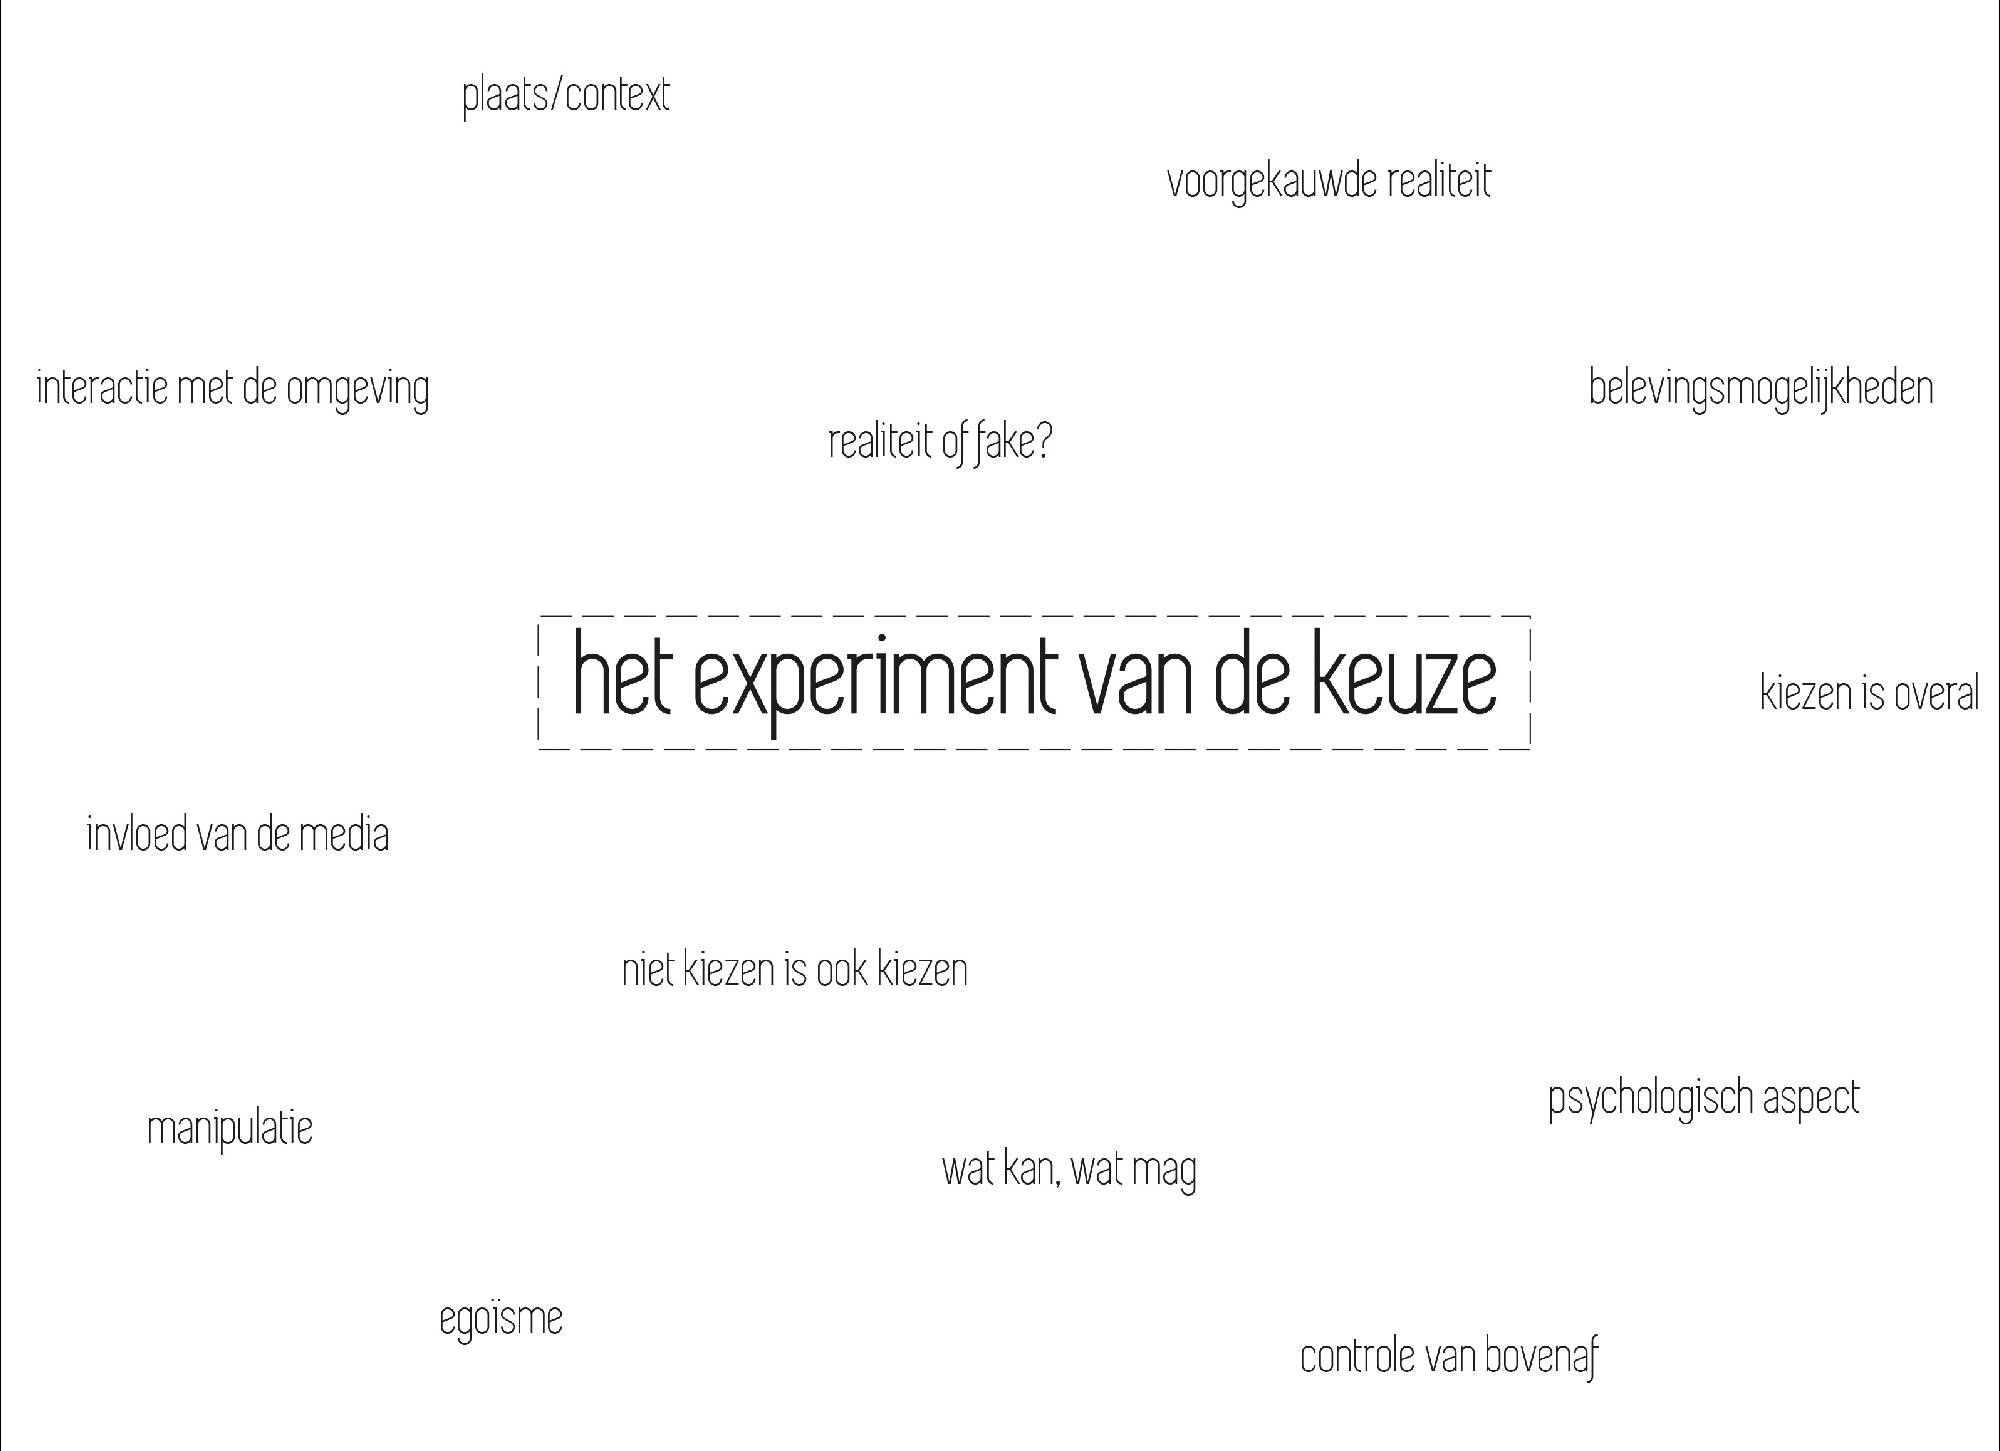 plaats/context
voorgekauwde realiteit
interactie met de omgeving
belevingsmogelijkheden
realiteit of fake?
het experiment van de keuze
kiezen is overal
invloed van de media
niet kiezen is ook kiezen
psychologisch aspect
manipulatie
wat kan, wat mag
egoïsme
controle van bovenaf